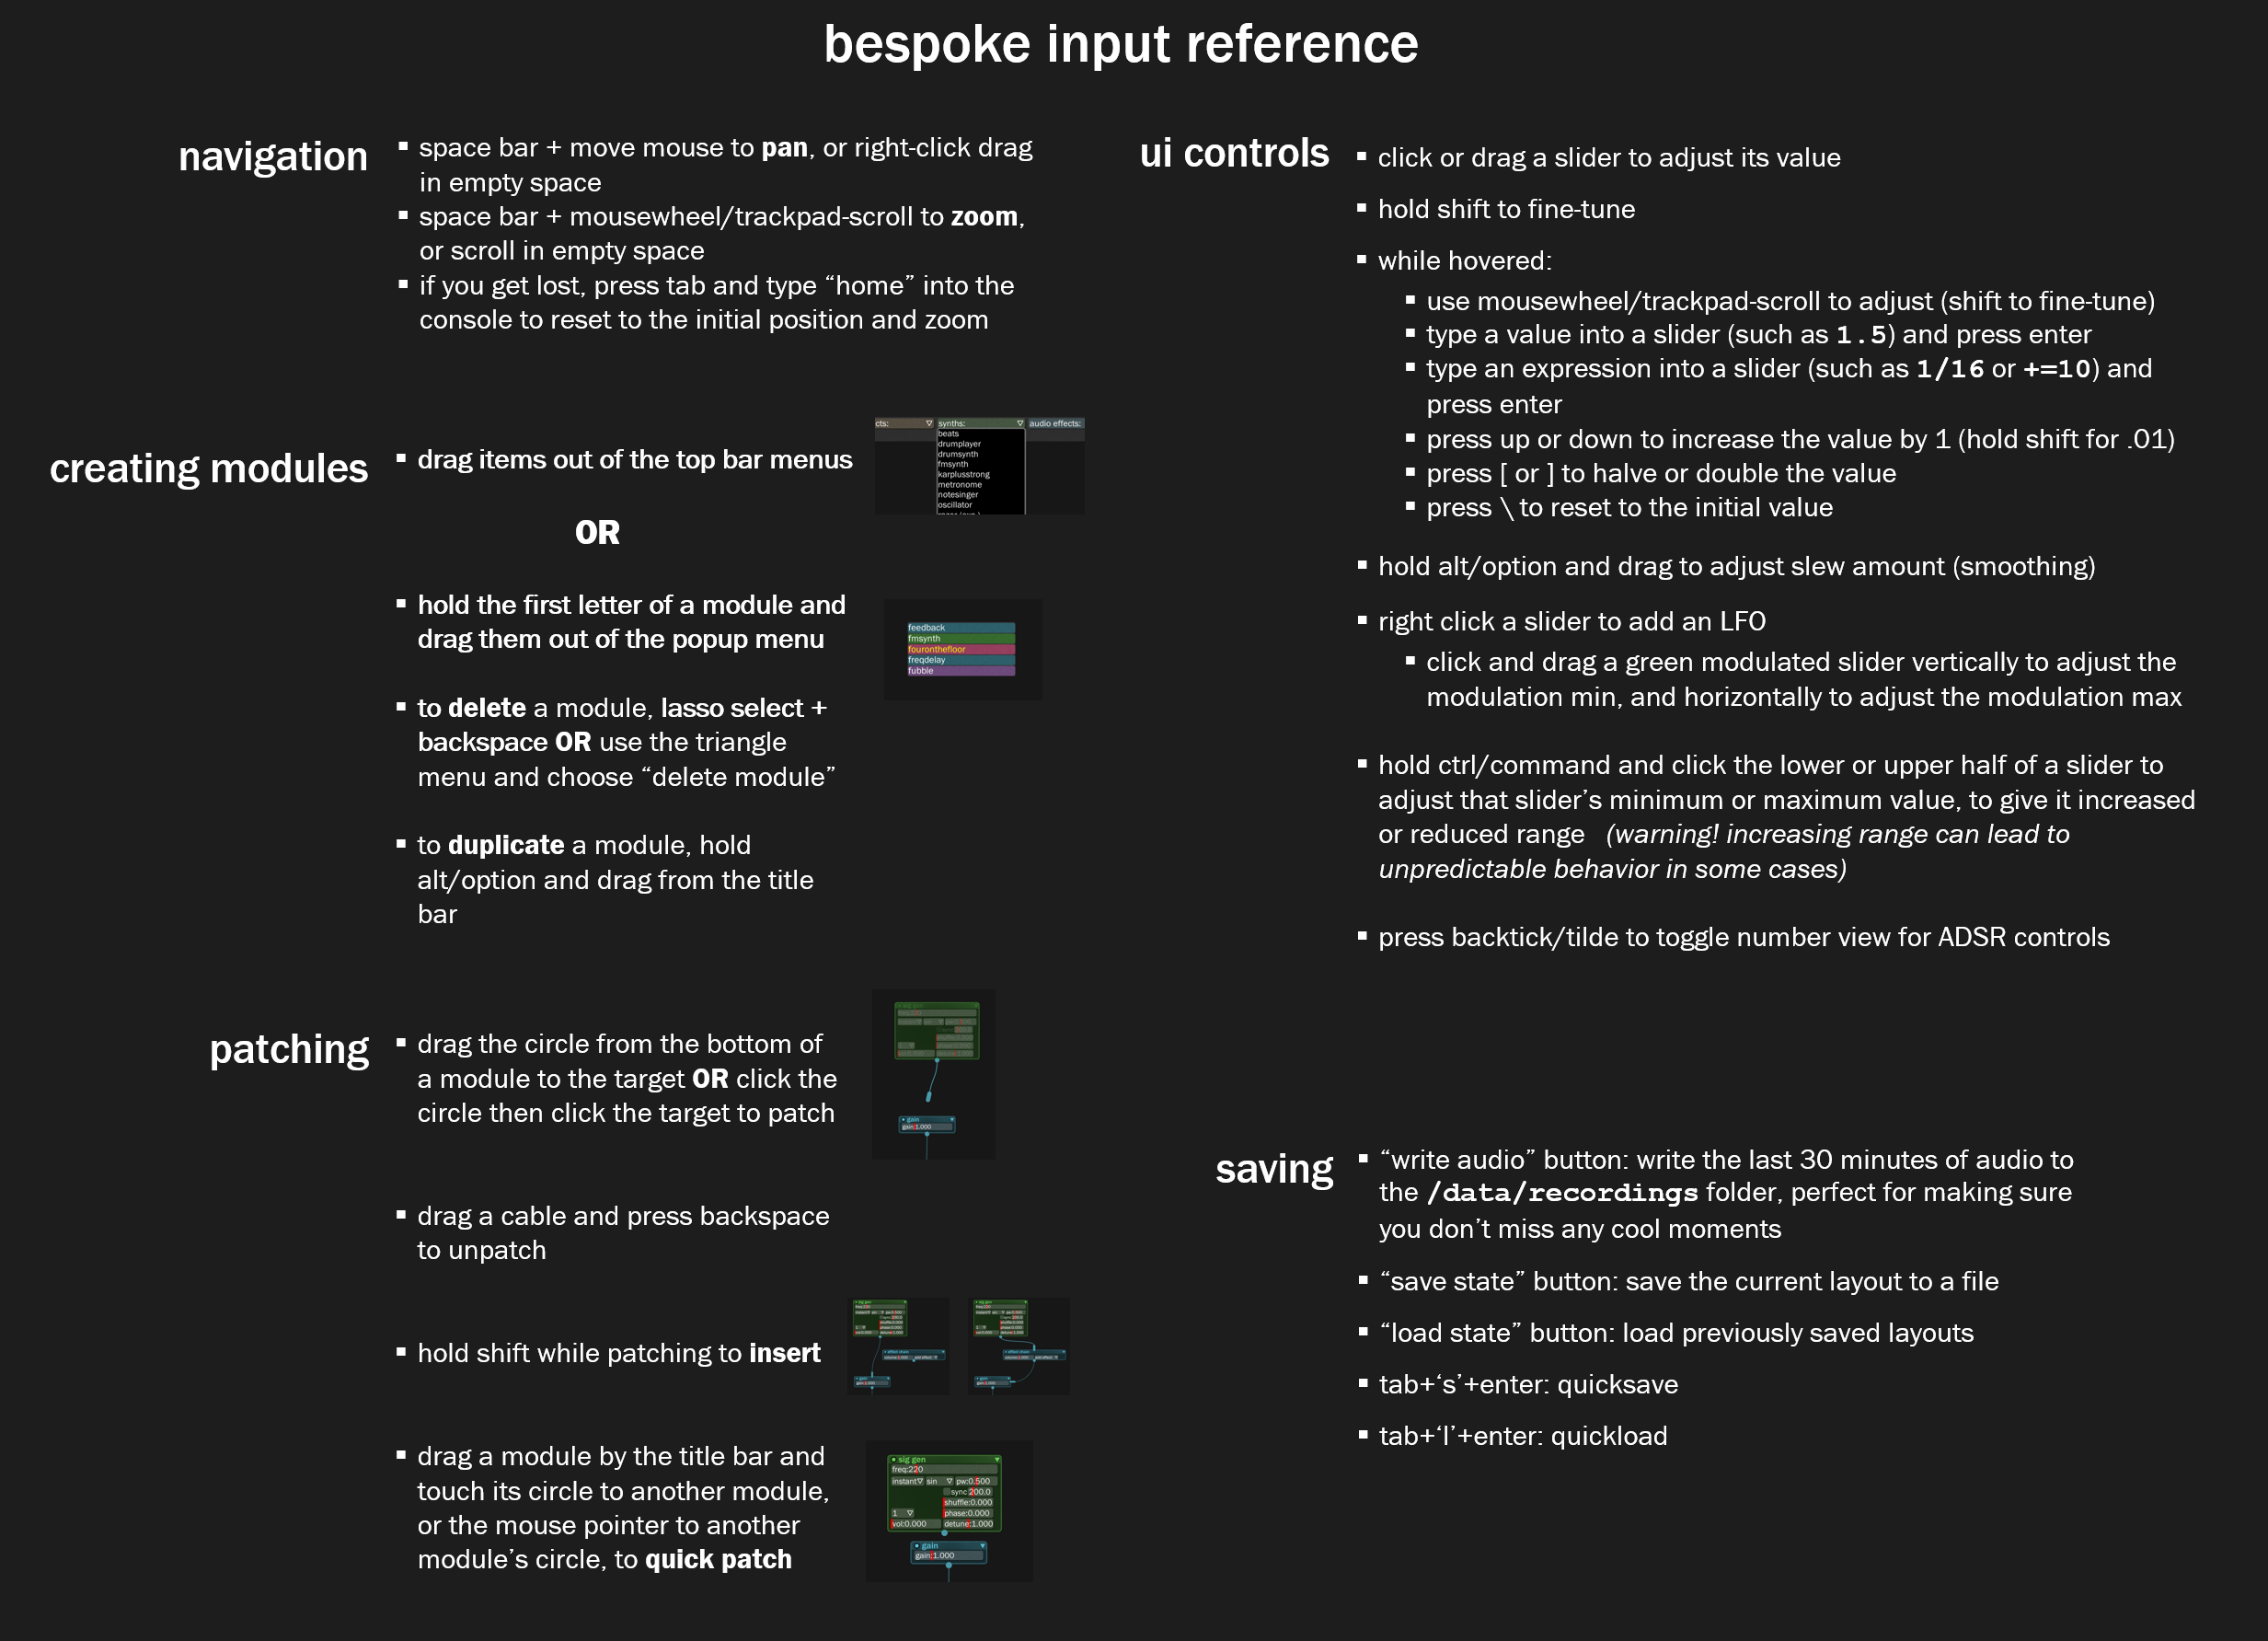 bespoke input reference
navigation
▪ space bar + move mouse to pan, or right-click drag
in empty space
▪ space bar + mousewheel/trackpad-scroll to zoom,
or scroll in empty space
▪ if you get lost, press tab and type “home” into the
console to reset to the initial position and zoom
creating modules
▪ drag items out of the top bar menus
cts:
synths:
audio effects:
beats
drumplayer
drumsynth
fmsynth
karplusstrong
metronome
notesinger
oscillator
OR
▪ hold the first letter of a module and
drag them out of the popup menu
feedback
fmsynth
fouronthefloor
freqdelay
fubble
▪ to delete a module, lasso select +
backspace OR use the triangle
menu and choose “delete module”
▪ to duplicate a module, hold
alt/option and drag from the title
bar
patching
▪ drag the circle from the bottom of
a module to the target OR click the
circle then click the target to patch
gain
gain:1.000
▪ drag a cable and press backspace
to unpatch
▪ hold shift while patching to insert
sig gen
effect chain
gain
sig gen
effect chain
gain
▪ drag a module by the title bar and
touch its circle to another module,
or the mouse pointer to another
module’s circle, to quick patch
sig gen
freq:220
instant sin pw:0.500
sync 200.0
shuffle:0.000
1 phase:0.000
vol:0.000 detune:1.000
gain
gain:1.000
ui controls
▪ click or drag a slider to adjust its value
▪ hold shift to fine-tune
▪ while hovered:
▪ use mousewheel/trackpad-scroll to adjust (shift to fine-tune)
▪ type a value into a slider (such as 1.5) and press enter
▪ type an expression into a slider (such as 1/16 or +=10) and
press enter
▪ press up or down to increase the value by 1 (hold shift for .01)
▪ press [ or ] to halve or double the value
▪ press \ to reset to the initial value
▪ hold alt/option and drag to adjust slew amount (smoothing)
▪ right click a slider to add an LFO
▪ click and drag a green modulated slider vertically to adjust the
modulation min, and horizontally to adjust the modulation max
▪ hold ctrl/command and click the lower or upper half of a slider to
adjust that slider’s minimum or maximum value, to give it increased
or reduced range (warning! increasing range can lead to
unpredictable behavior in some cases)
▪ press backtick/tilde to toggle number view for ADSR controls
saving
▪ “write audio” button: write the last 30 minutes of audio to
the /data/recordings folder, perfect for making sure
you don’t miss any cool moments
▪ “save state” button: save the current layout to a file
▪ “load state” button: load previously saved layouts
▪ tab+‘s’+enter: quicksave
▪ tab+‘l’+enter: quickload